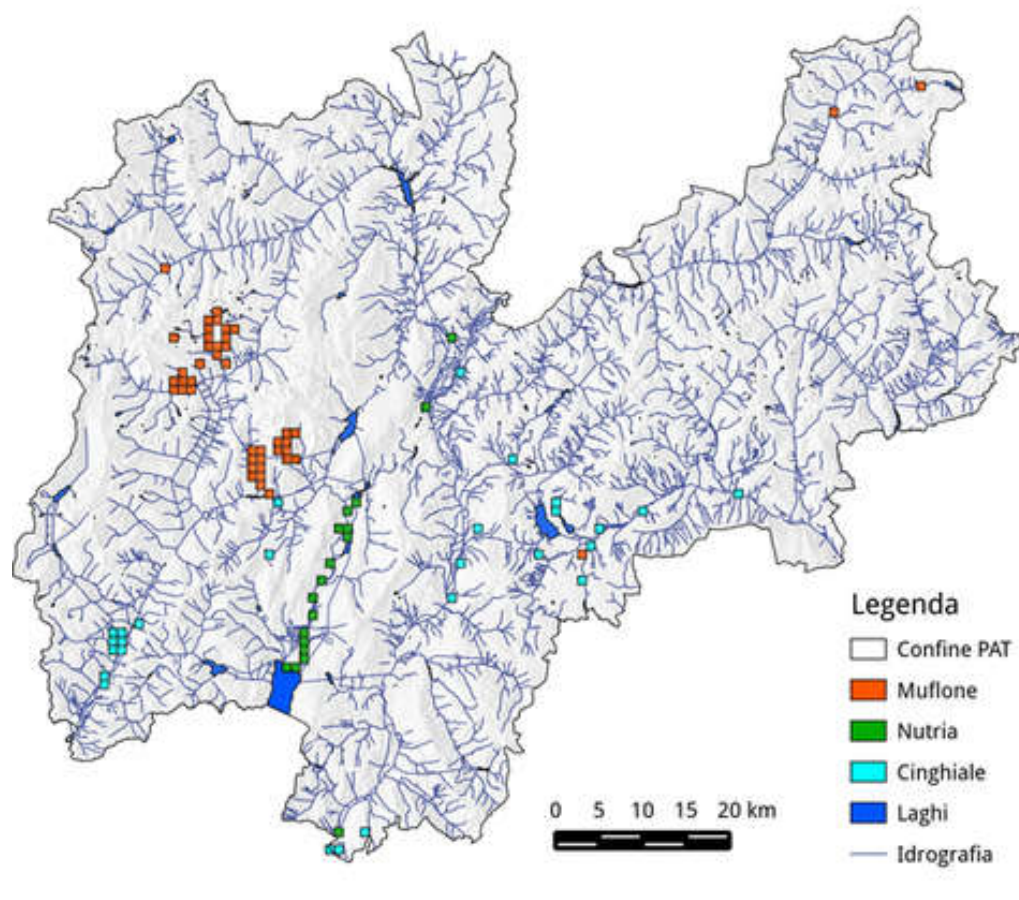 Legenda
Confine PAT
Muflone
Nutria
Cinghiale
Laghi
Idrografia
0 5 10 15 20 km